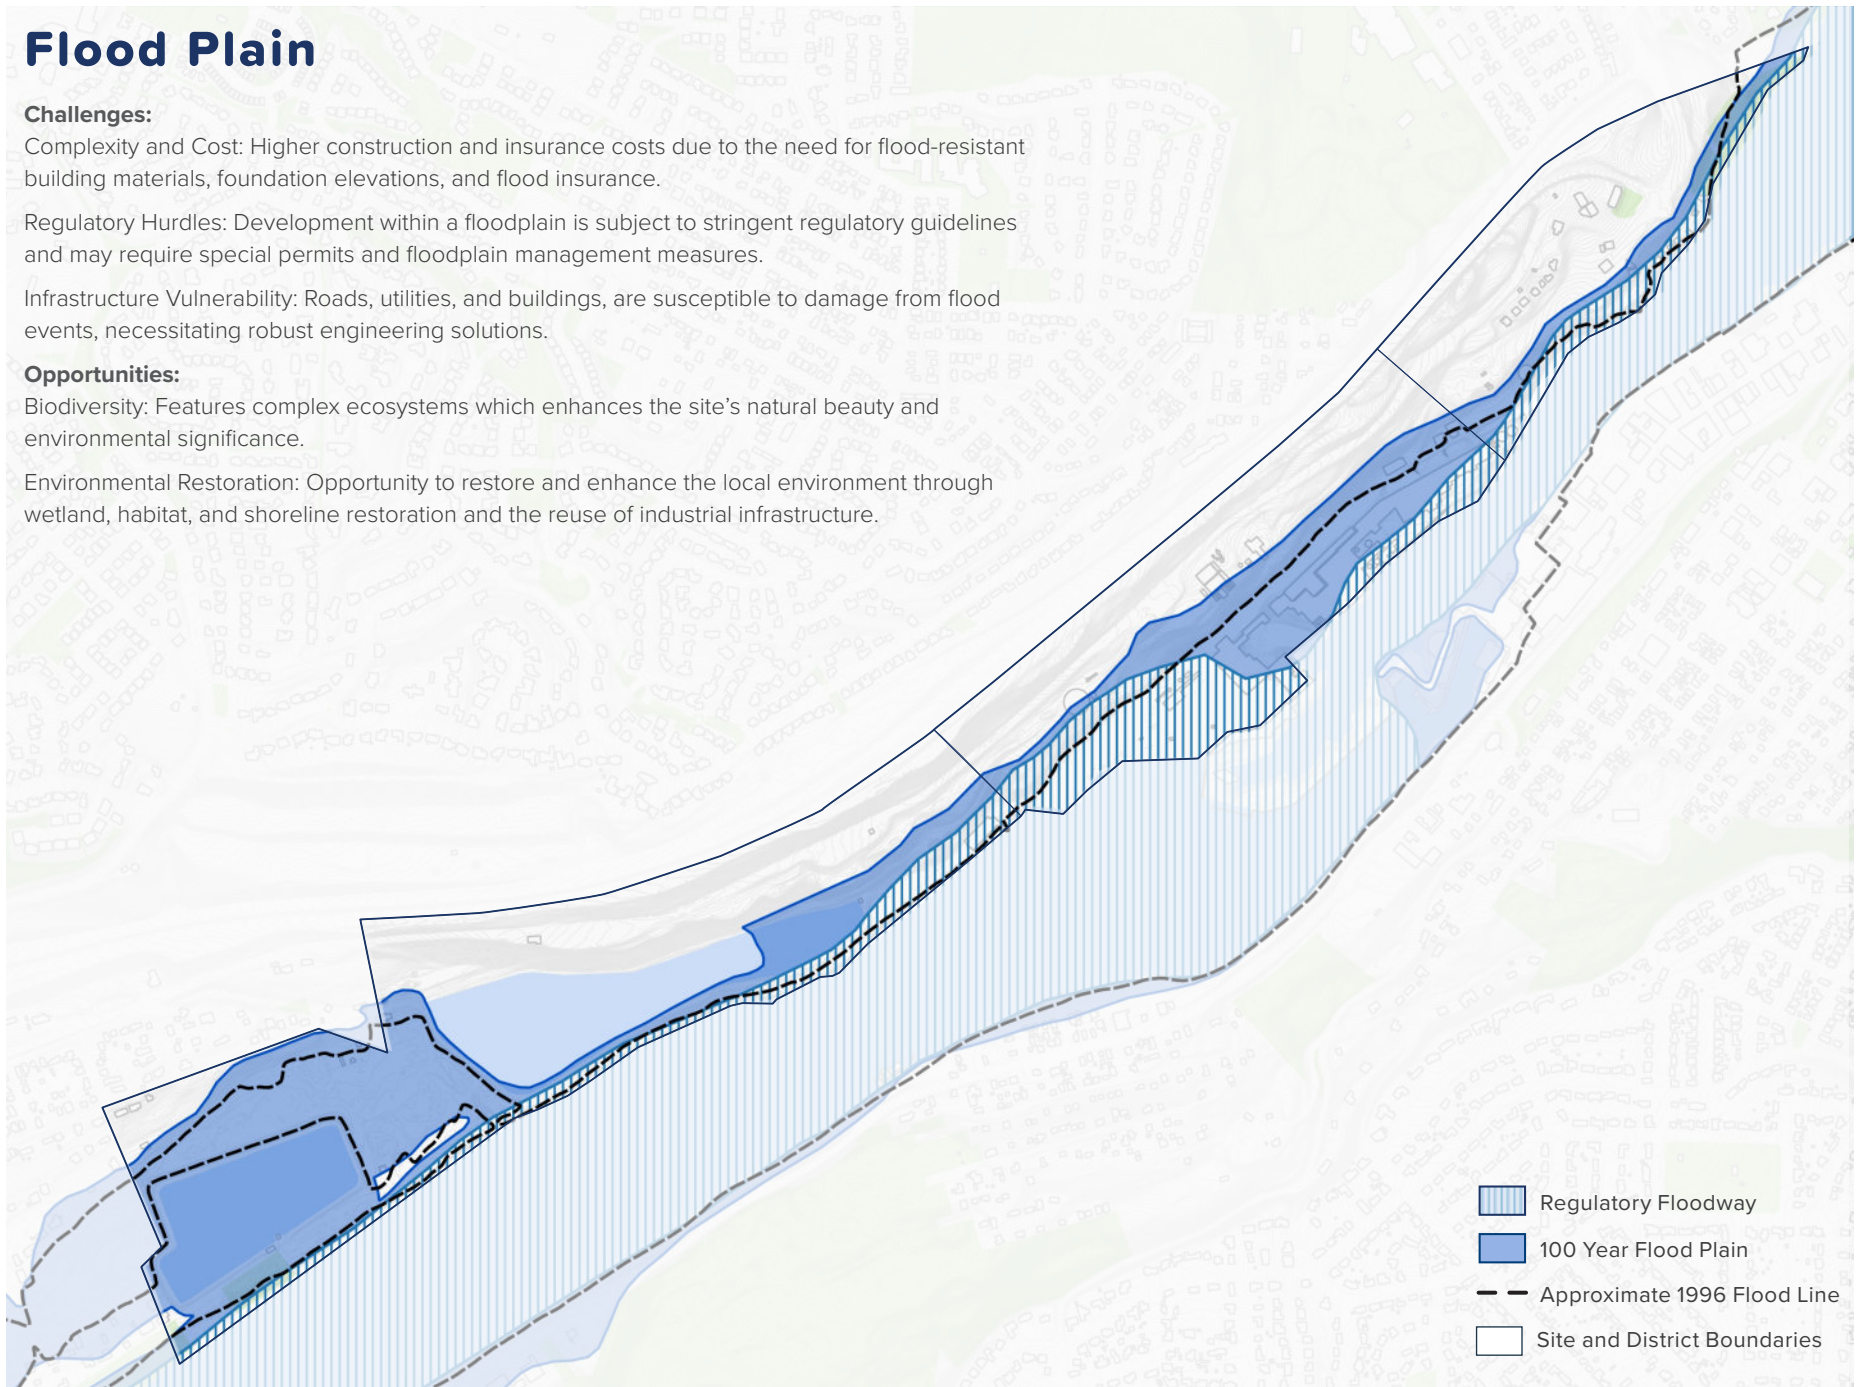 Flood Plain
Challenges:
Complexity and Cost: Higher construction and insurance costs due to the need for flood-resistant
building materials, foundation elevations, and flood insurance.
Regulatory Hurdles: Development within a floodplain is subject to stringent regulatory guidelines
and may require special permits and floodplain management measures.
Infrastructure Vulnerability: Roads, utilities, and buildings, are susceptible to damage from flood
events, necessitating robust engineering solutions.
Opportunities:
Biodiversity: Features complex ecosystems which enhances the site’s natural beauty and
environmental significance.
Environmental Restoration: Opportunity to restore and enhance the local environment through
wetland, habitat, and shoreline restoration and the reuse of industrial infrastructure.
Regulatory Floodway
100 Year Flood Plain
Approximate 1996 Flood Line
Site and District Boundaries